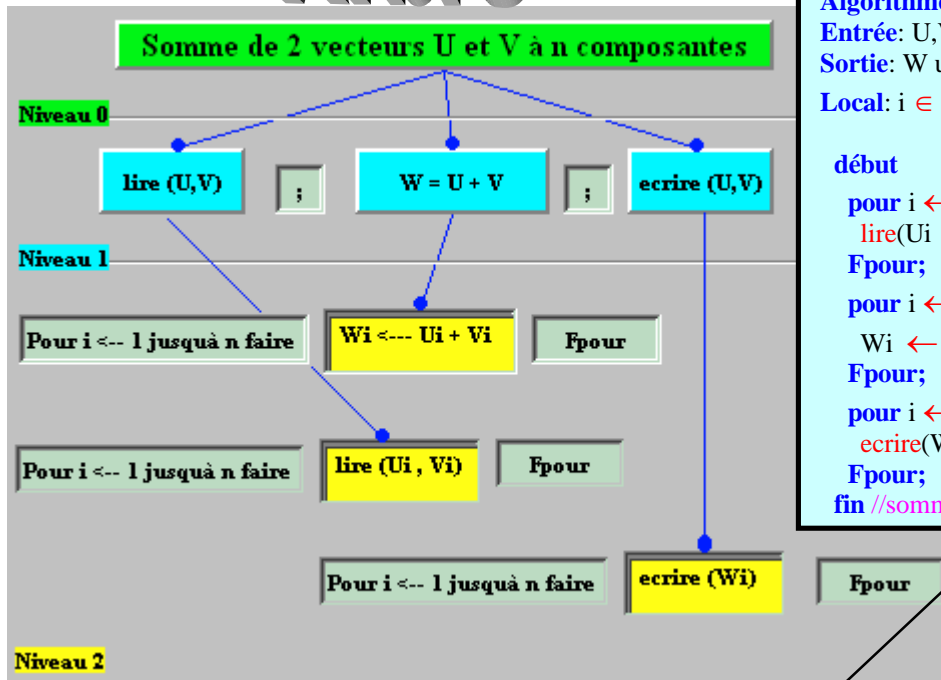 Somme de 2 vecteurs U et V à n composantes
Niveau 0
lire (U,V) ; W = U + V ; ecrire (U,V)
Niveau 1
Pour i <-- 1 jusquà n faire Wi <--- Ui + Vi Fpour
Pour i <-- 1 jusquà n faire lire (Ui , Vi) Fpour
Pour i <-- 1 jusquà n faire ecrire (Wi) Fpour
Niveau 2
Entrée: U,
Sortie: W
Local: i ∈
début
pour i ←
lire(Ui
Fpour;
pour i ←
Wi ←
Fpour;
pour i ←
ecrire(
Fpour;
fin //som